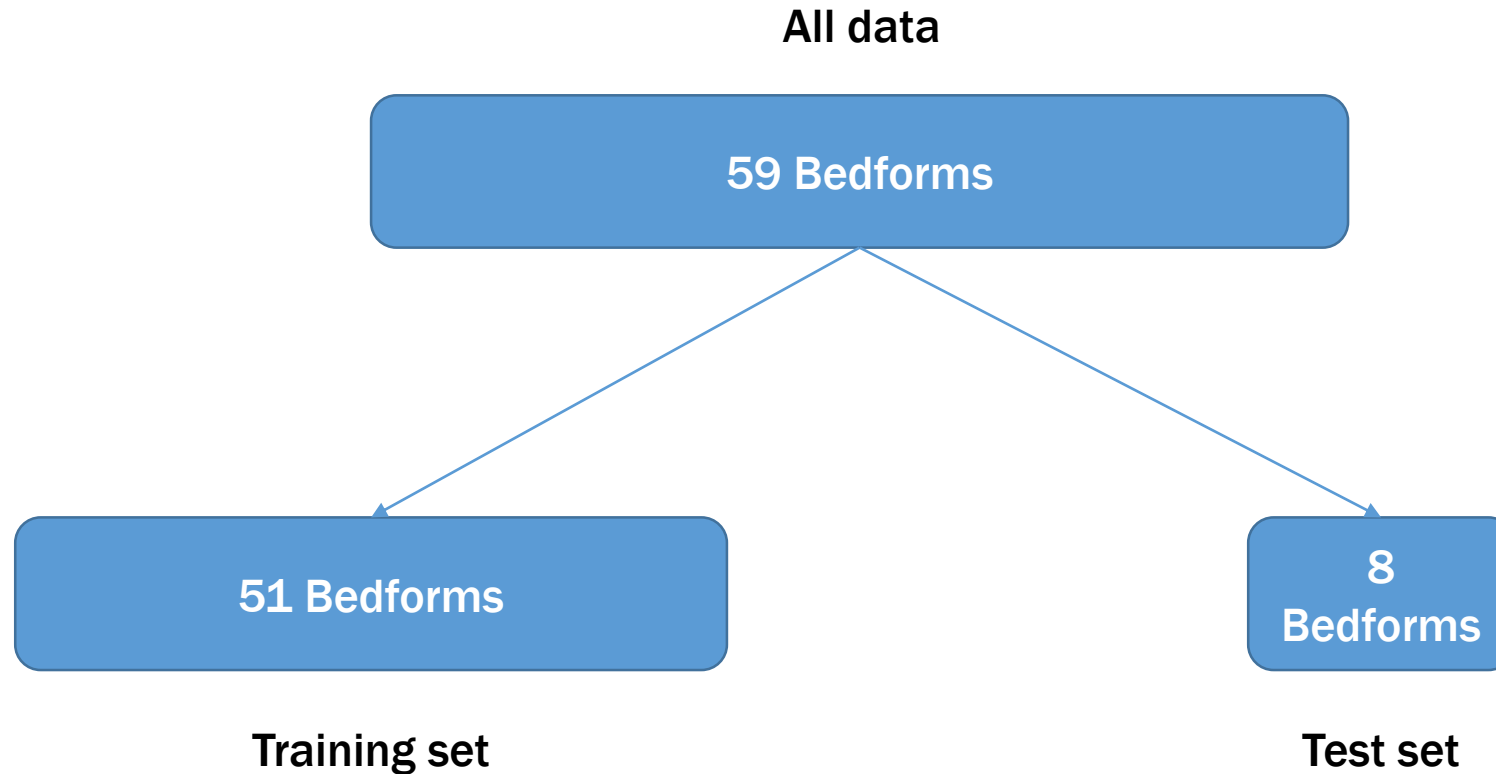 All data
59 Bedforms
51 Bedforms
8
Bedforms
Training set
Test set